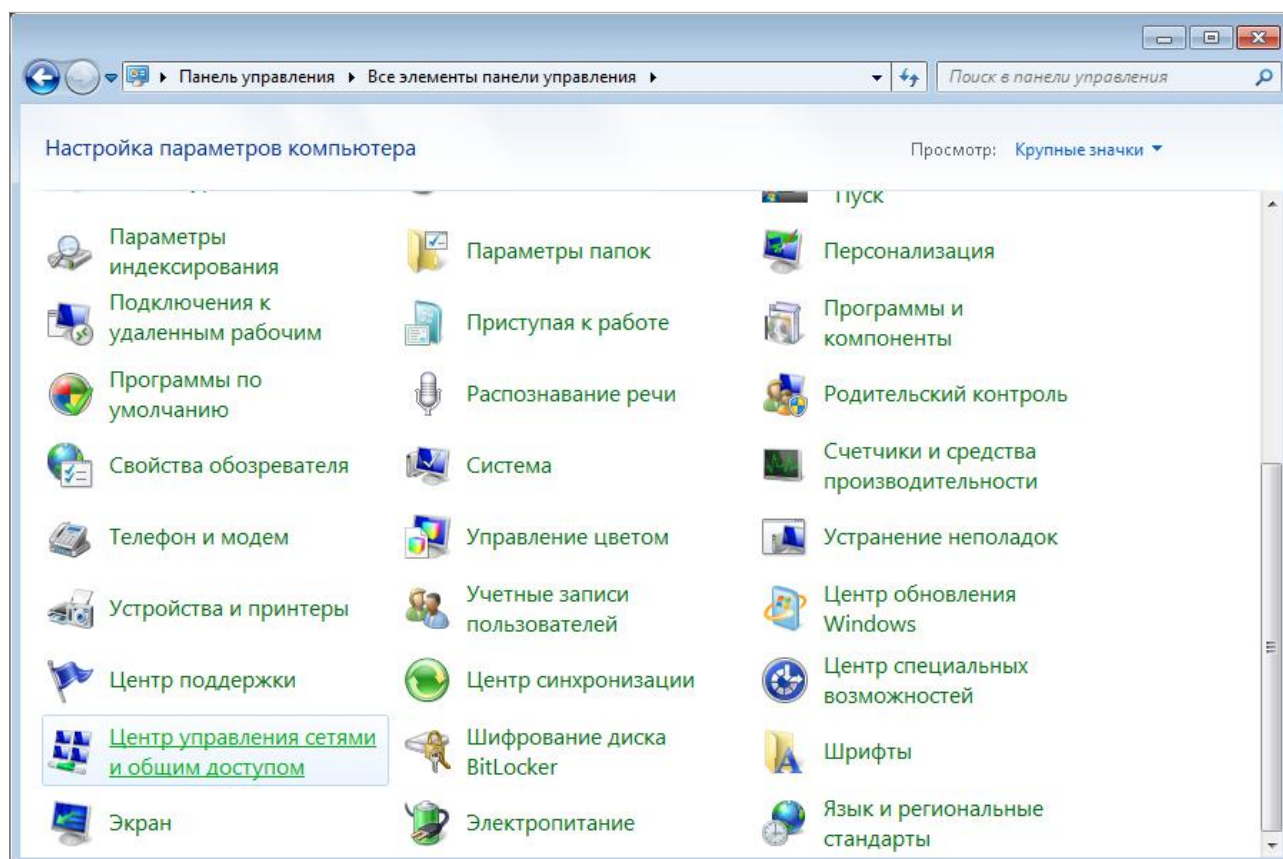 Панель управления ▸ Все элементы панели управления ▸
Поиск в панели управления
Настройка параметров компьютера
Просмотр: Крупные значки
Пуск
Параметры
индексирования
Параметры папок
Персонализация
Подключения к
удаленным рабочим
Приступая к работе
Программы и
компоненты
Программы по
умолчанию
Распознавание речи
Родительский контроль
Свойства обозревателя
Система
Счетчики и средства
производительности
Телефон и модем
Управление цветом
Устранение неполадок
Устройства и принтеры
Учетные записи
пользователей
Центр обновления
Windows
Центр поддержки
Центр синхронизации
Центр специальных
возможностей
Центр управления сетями
и общим доступом
Шифрование диска
BitLocker
Шрифты
Экран
Электропитание
Язык и региональные
стандарты